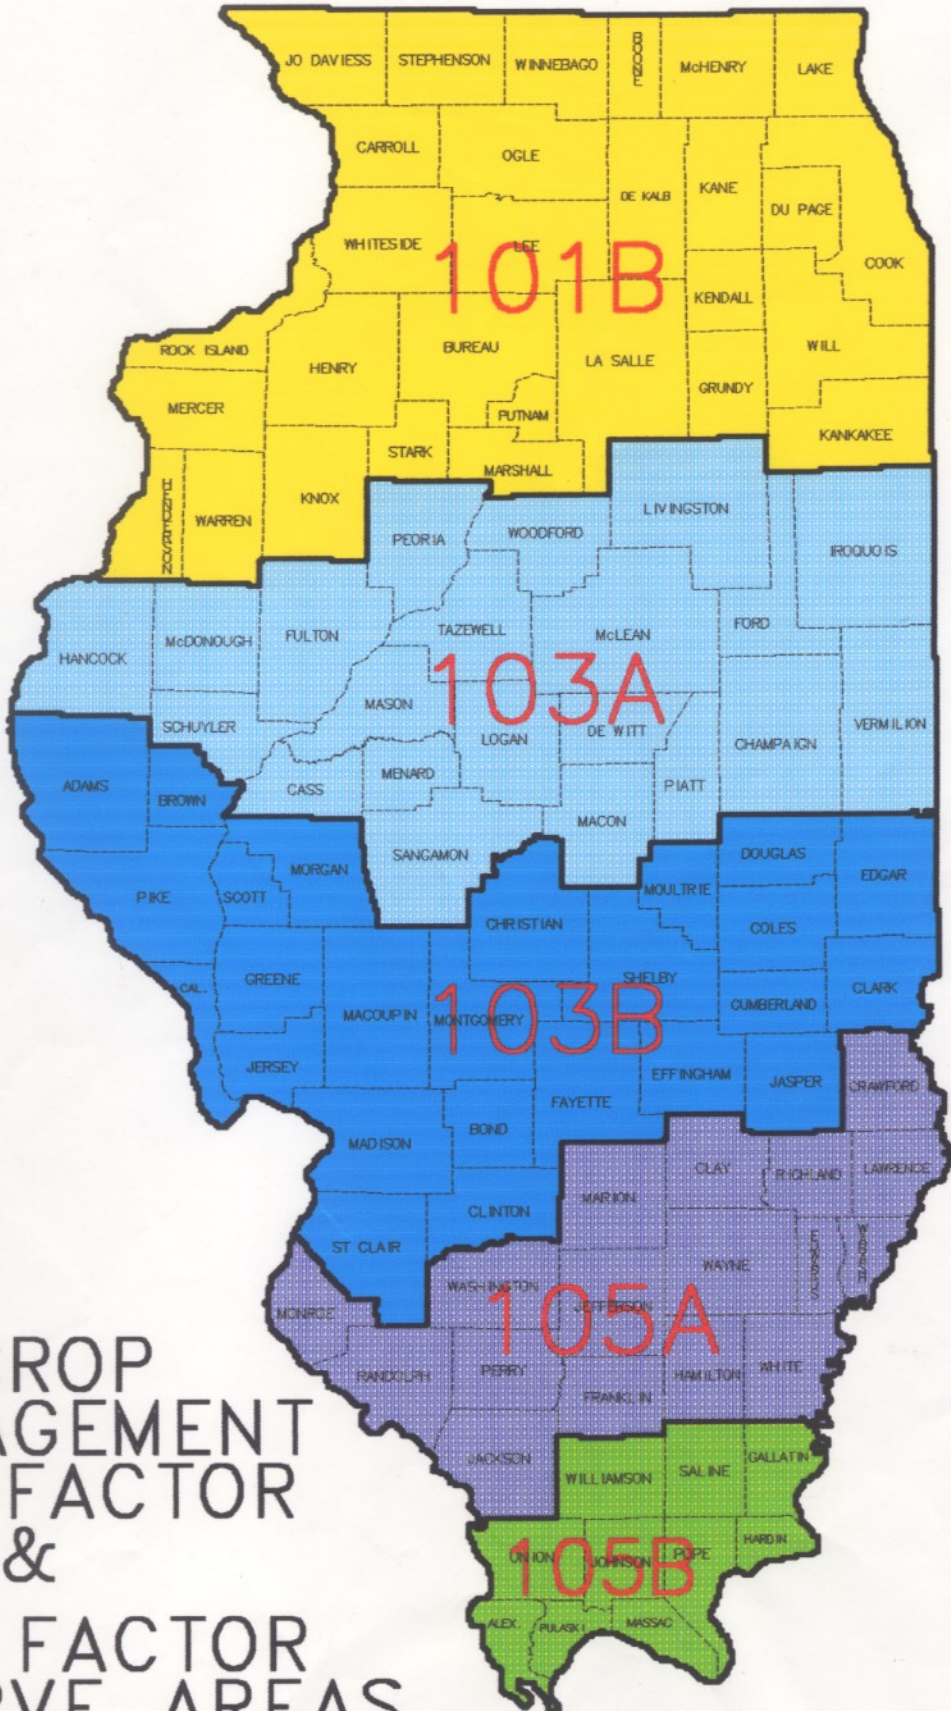 JO DAVIESS STEPHENSON WINNEBAGO BOONE McHENRY LAKE
CARROLL OGLE DE KALB KANE DU PAGE
WHITESIDE LEE COOK
101B
KENDALL
ROCK ISLAND HENRY BUREAU LA SALLE WILL
MERCER PUTNAM GRUNDY
STARK MARSHALL KANKAKEE
HENDERSON WARREN KNOX
PEORIA WOODFORD LIVINGSTON IROQUOIS
HANCOCK McDONOUGH FULTON TAZEWELL McLEAN FORD
103A
SCHUYLER MASON LOGAN DE WITT CHAMPAIGN VERMILION
CASS MENARD PIATT
SANGAMON MACON
ADAMS BROWN
PIKE SCOTT MORGAN MOULTRIE DOUGLAS EDGAR
CHRISTIAN COLES
CAL. GREENE SHELBY CUMBERLAND CLARK
103B
MACOUPIN MONTGOMERY
JERSEY EFFINGHAM JASPER CRAWFORD
MADISON BOND FAYETTE
CLINTON MARION CLAY RICHLAND LAWRENCE
ST CLAIR WAYNE EDWARDS WABASH
MONROE WASHINGTON JEFFERSON
105A
RANDOLPH PERRY FRANKLIN HAMILTON WHITE
JACKSON WILLIAMSON SALINE GALLATIN
UNION JOHNSON POPE HARDIN
105B
ALEX. PULASKI MASSAC
ROP
AGEMENT
FACTOR
&
FACTOR
RVE AREAS